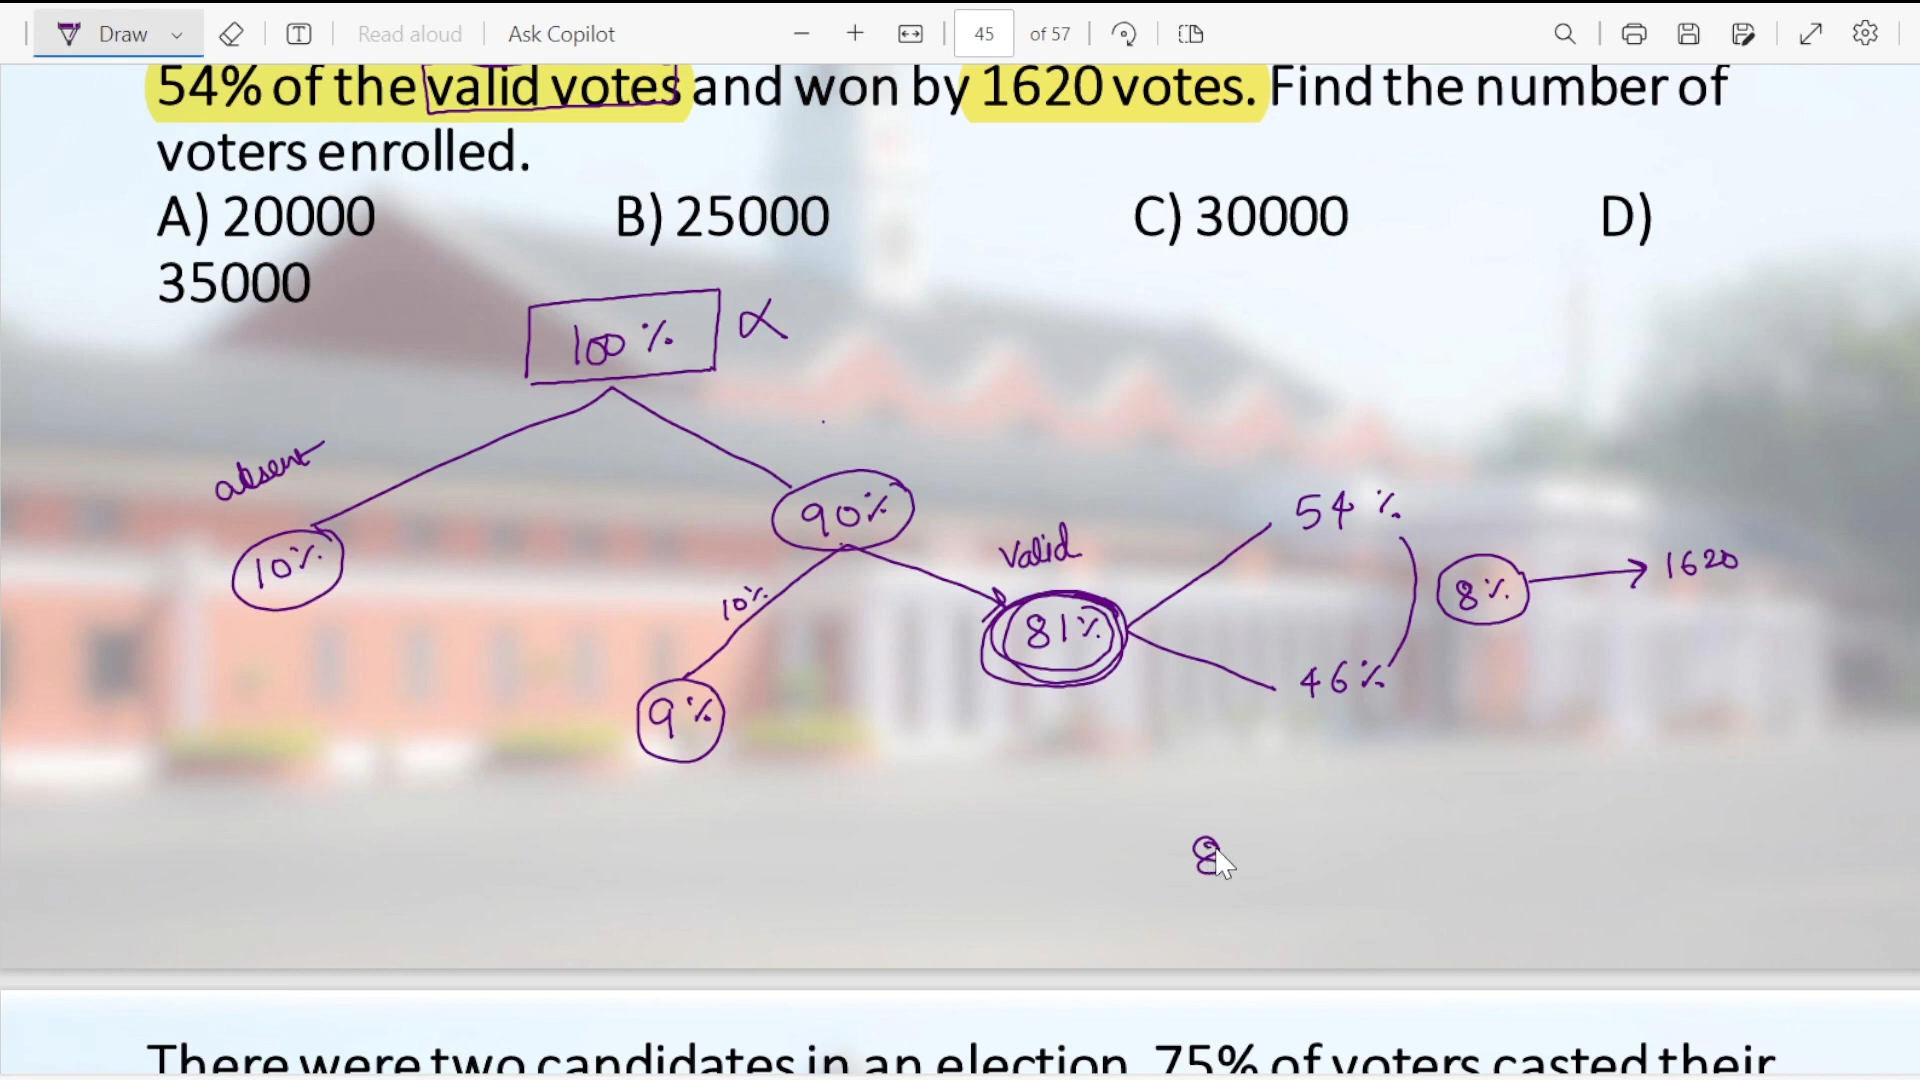 Draw Read aloud Ask Copilot 45 of 57
54% of the valid votes and won by 1620 votes. Find the number of
voters enrolled.
A) 20000 B) 25000 C) 30000 D)
35000
100% α
absent
10%
90%
10%
9%
Valid
81%
54%
46%
8% → 1620
8
There were two candidates in an election. 75% of voters casted their